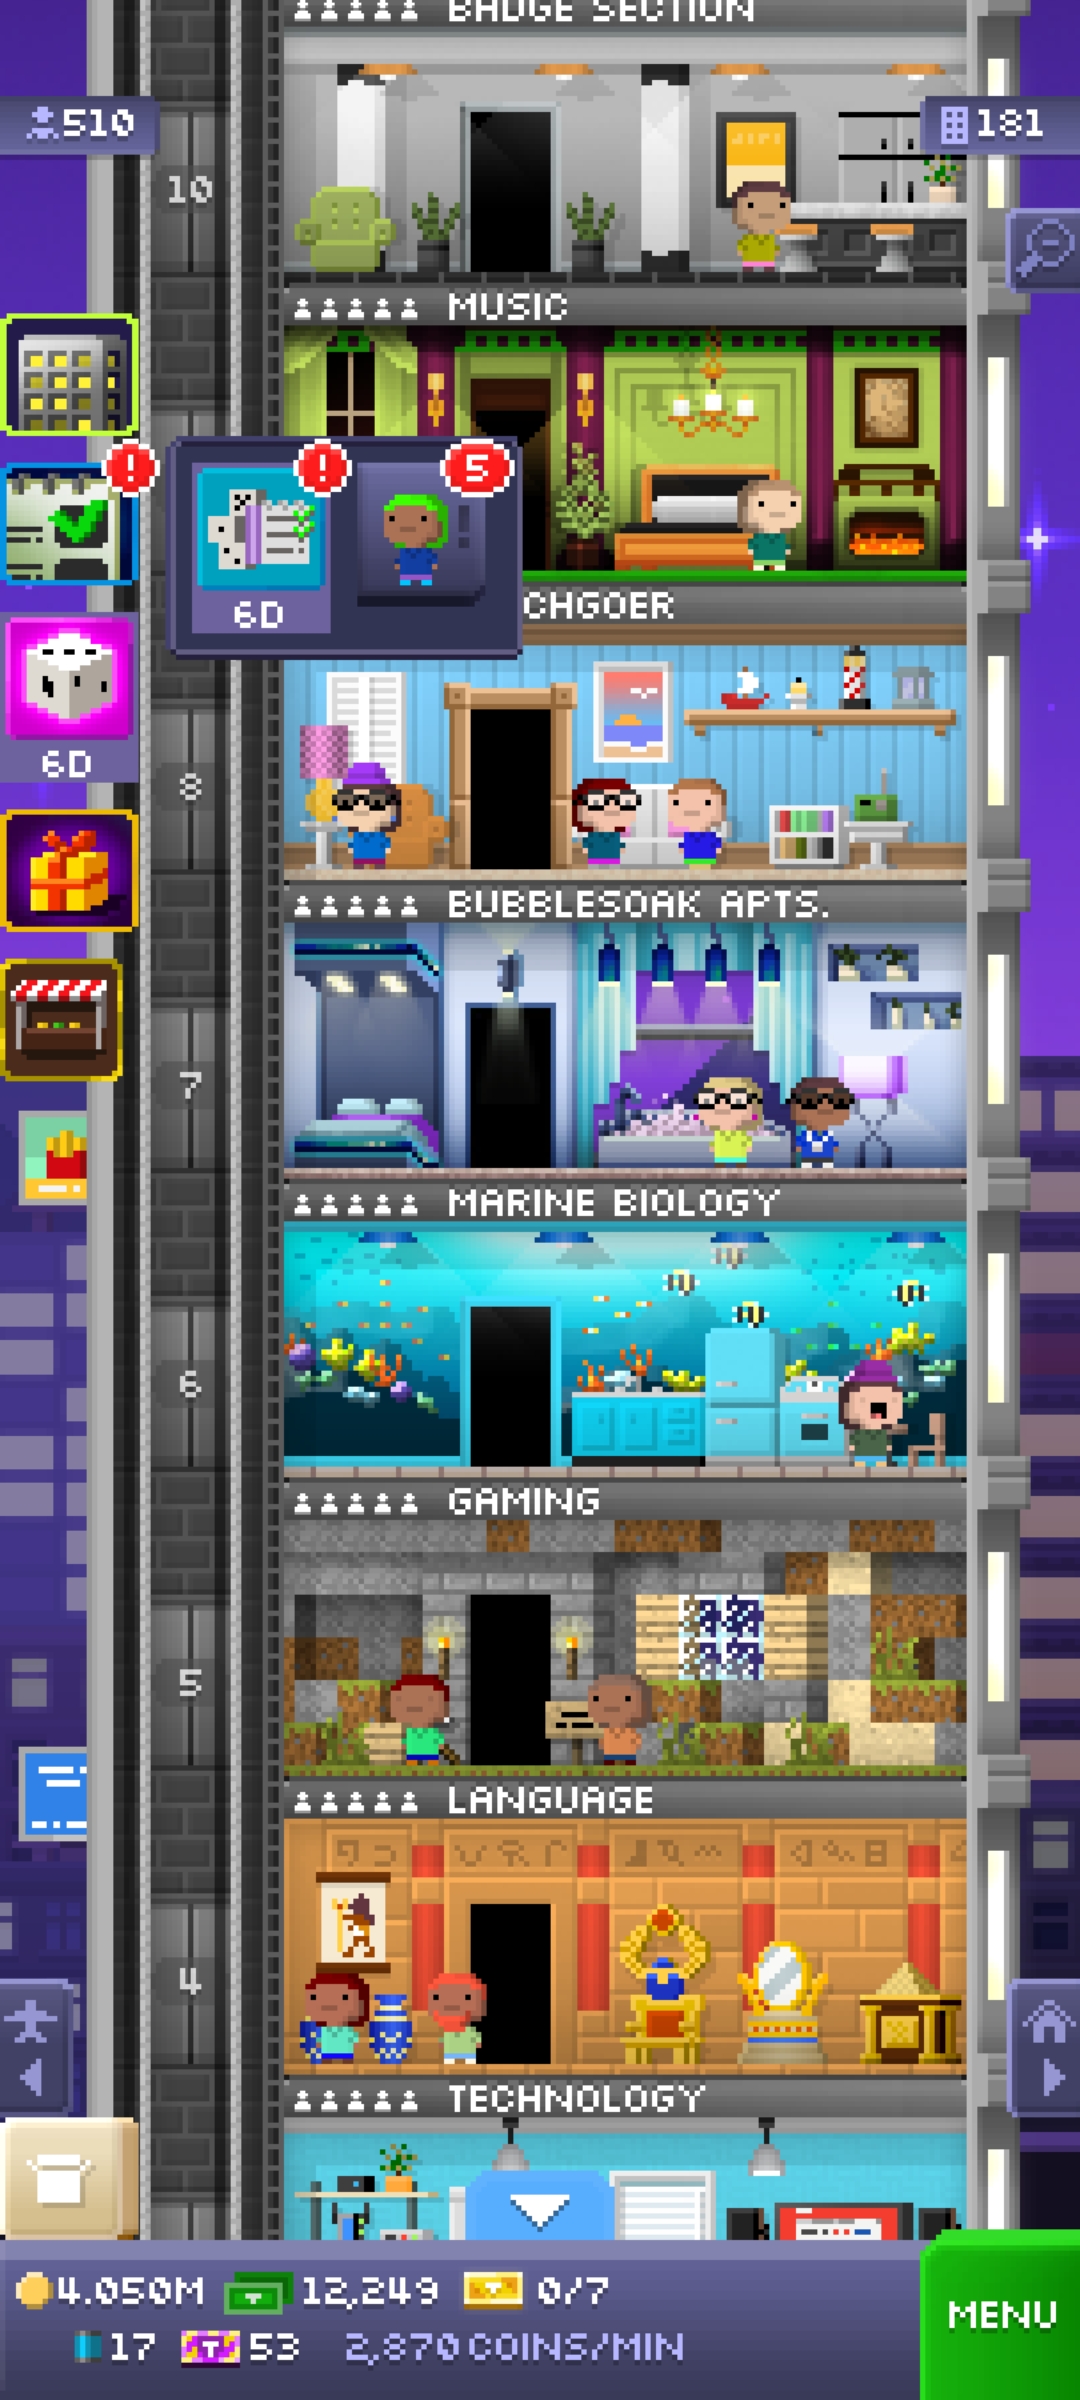 BADGE SECTION
510
181
10
MUSIC
!
!
5
6D
CHGOER
6D
8
BUBBLESOAK APTS.
7
MARINE BIOLOGY
6
GAMING
5
LANGUAGE
4
TECHNOLOGY
4.050M 12,249 0/7
MENU
17 T 53 2,870 COINS/MIN